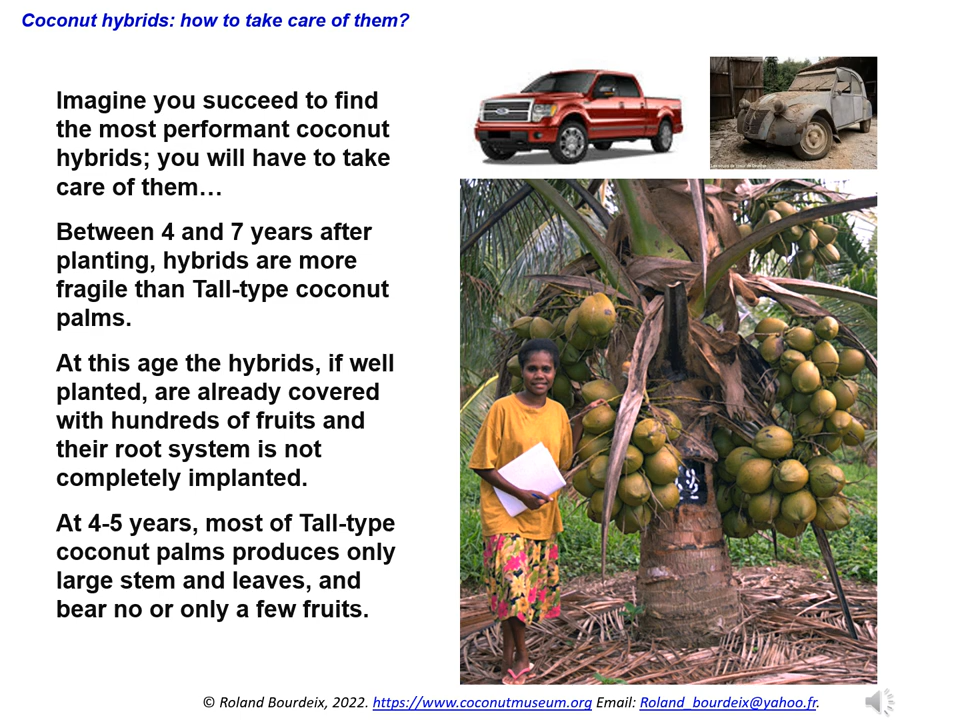 Coconut hybrids: how to take care of them?
Imagine you succeed to find
the most performant coconut
hybrids; you will have to take
care of them…
Between 4 and 7 years after
planting, hybrids are more
fragile than Tall-type coconut
palms.
At this age the hybrids, if well
planted, are already covered
with hundreds of fruits and
their root system is not
completely implanted.
At 4-5 years, most of Tall-type
coconut palms produces only
large stem and leaves, and
bear no or only a few fruits.
© Roland Bourdeix, 2022. https://www.coconutmuseum.org Email: Roland_bourdeix@yahoo.fr.